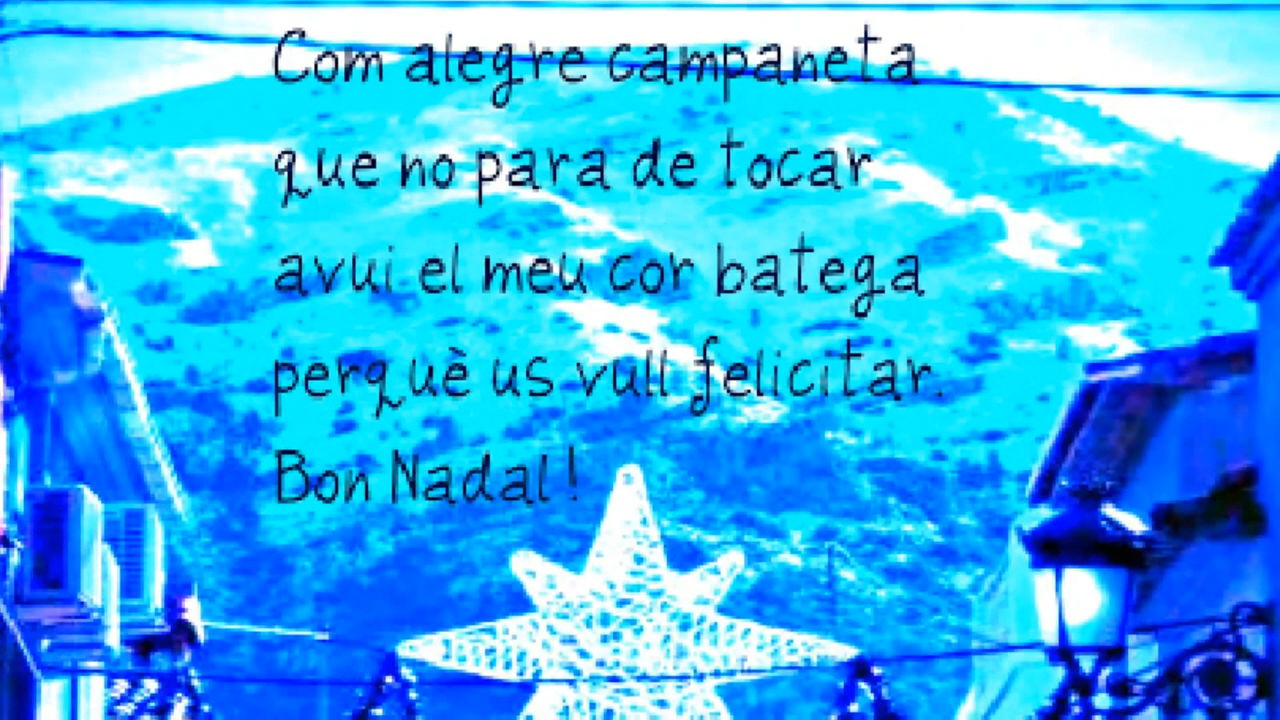 Com alegre campaneta
que no para de tocar
avui el meu cor batega
perquè us vull felicitar.
Bon Nadal!